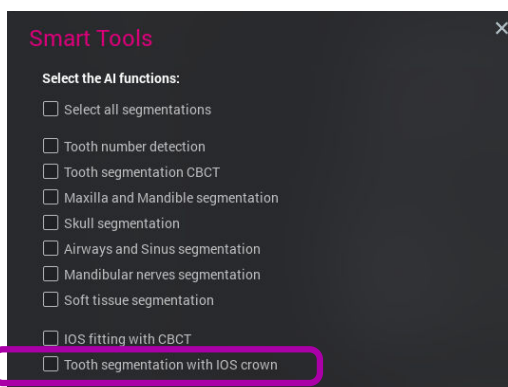 Smart Tools
Select the AI functions:
Select all segmentations
Tooth number detection
Tooth segmentation CBCT
Maxilla and Mandible segmentation
Skull segmentation
Airways and Sinus segmentation
Mandibular nerves segmentation
Soft tissue segmentation
IOS fitting with CBCT
Tooth segmentation with IOS crown